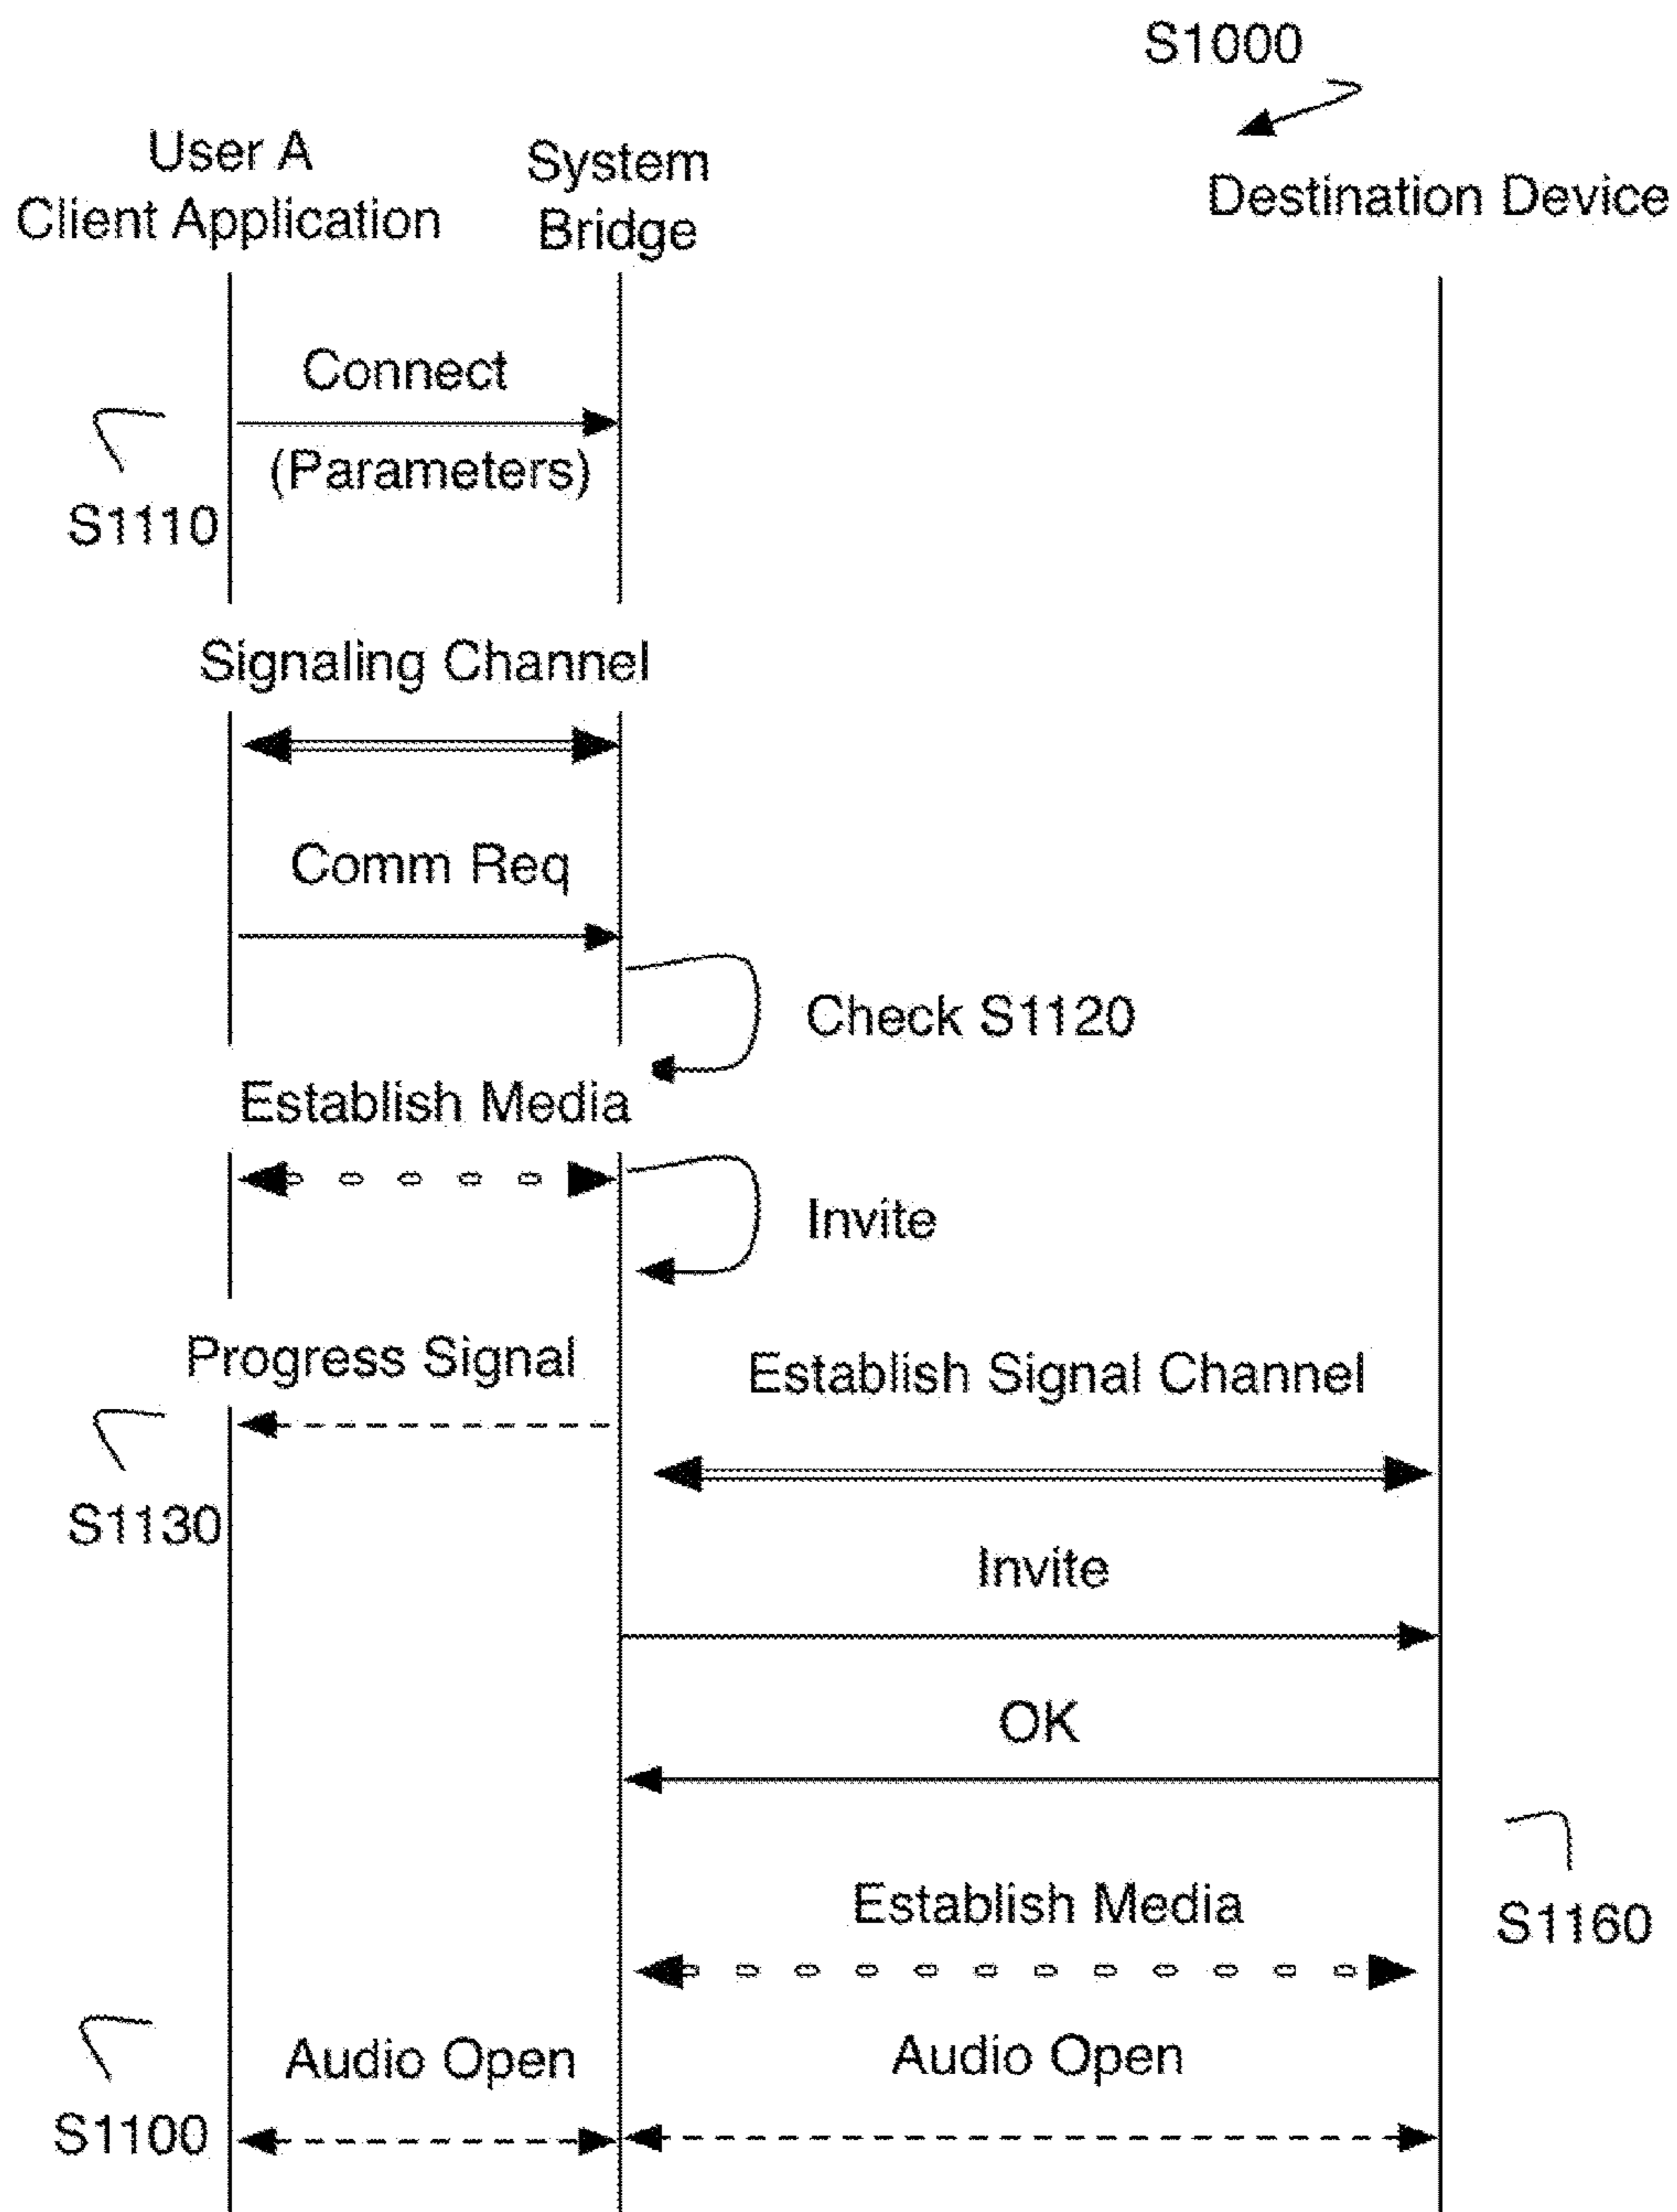 S1000
User A
Client Application
System
Bridge
Destination Device
Connect
(Parameters)
S1110
Signaling Channel
Comm Req
Check S1120
Establish Media
Invite
Progress Signal
Establish Signal Channel
S1130
Invite
OK
Establish Media
S1160
Audio Open
Audio Open
S1100